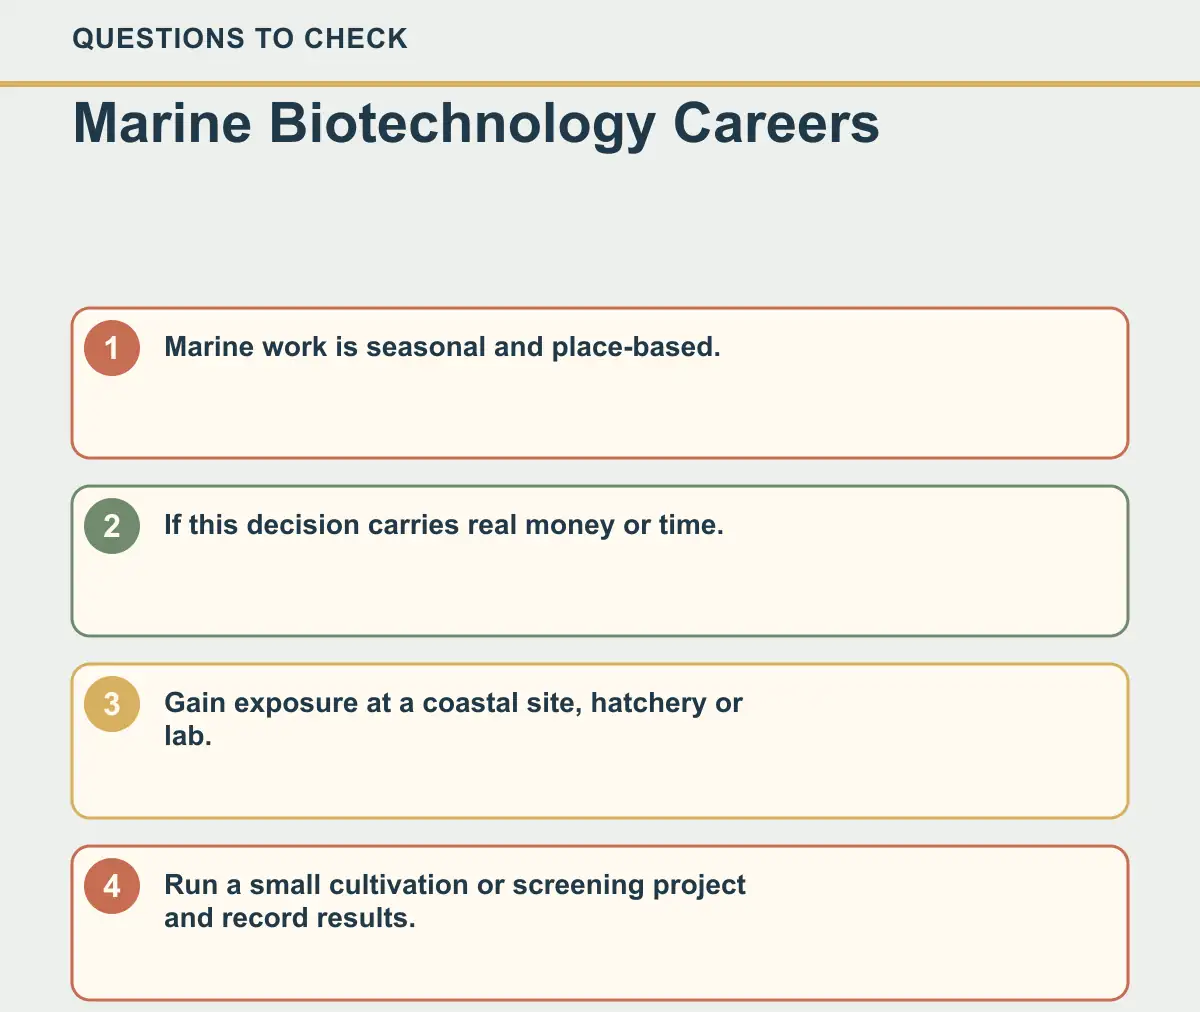 QUESTIONS TO CHECK
Marine Biotechnology Careers
1
Marine work is seasonal and place-based.
2
If this decision carries real money or time.
3
Gain exposure at a coastal site, hatchery or
lab.
4
Run a small cultivation or screening project
and record results.